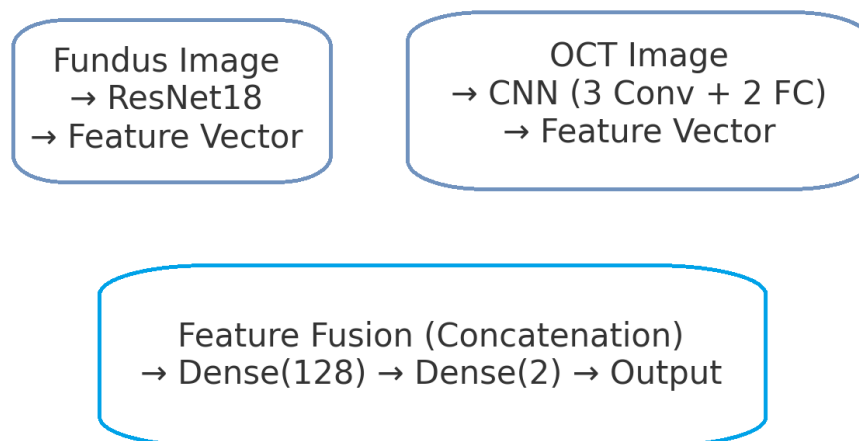 Fundus Image
→ ResNet18
→ Feature Vector
OCT Image
→ CNN (3 Conv + 2 FC)
→ Feature Vector
Feature Fusion (Concatenation)
→ Dense(128) → Dense(2) → Output